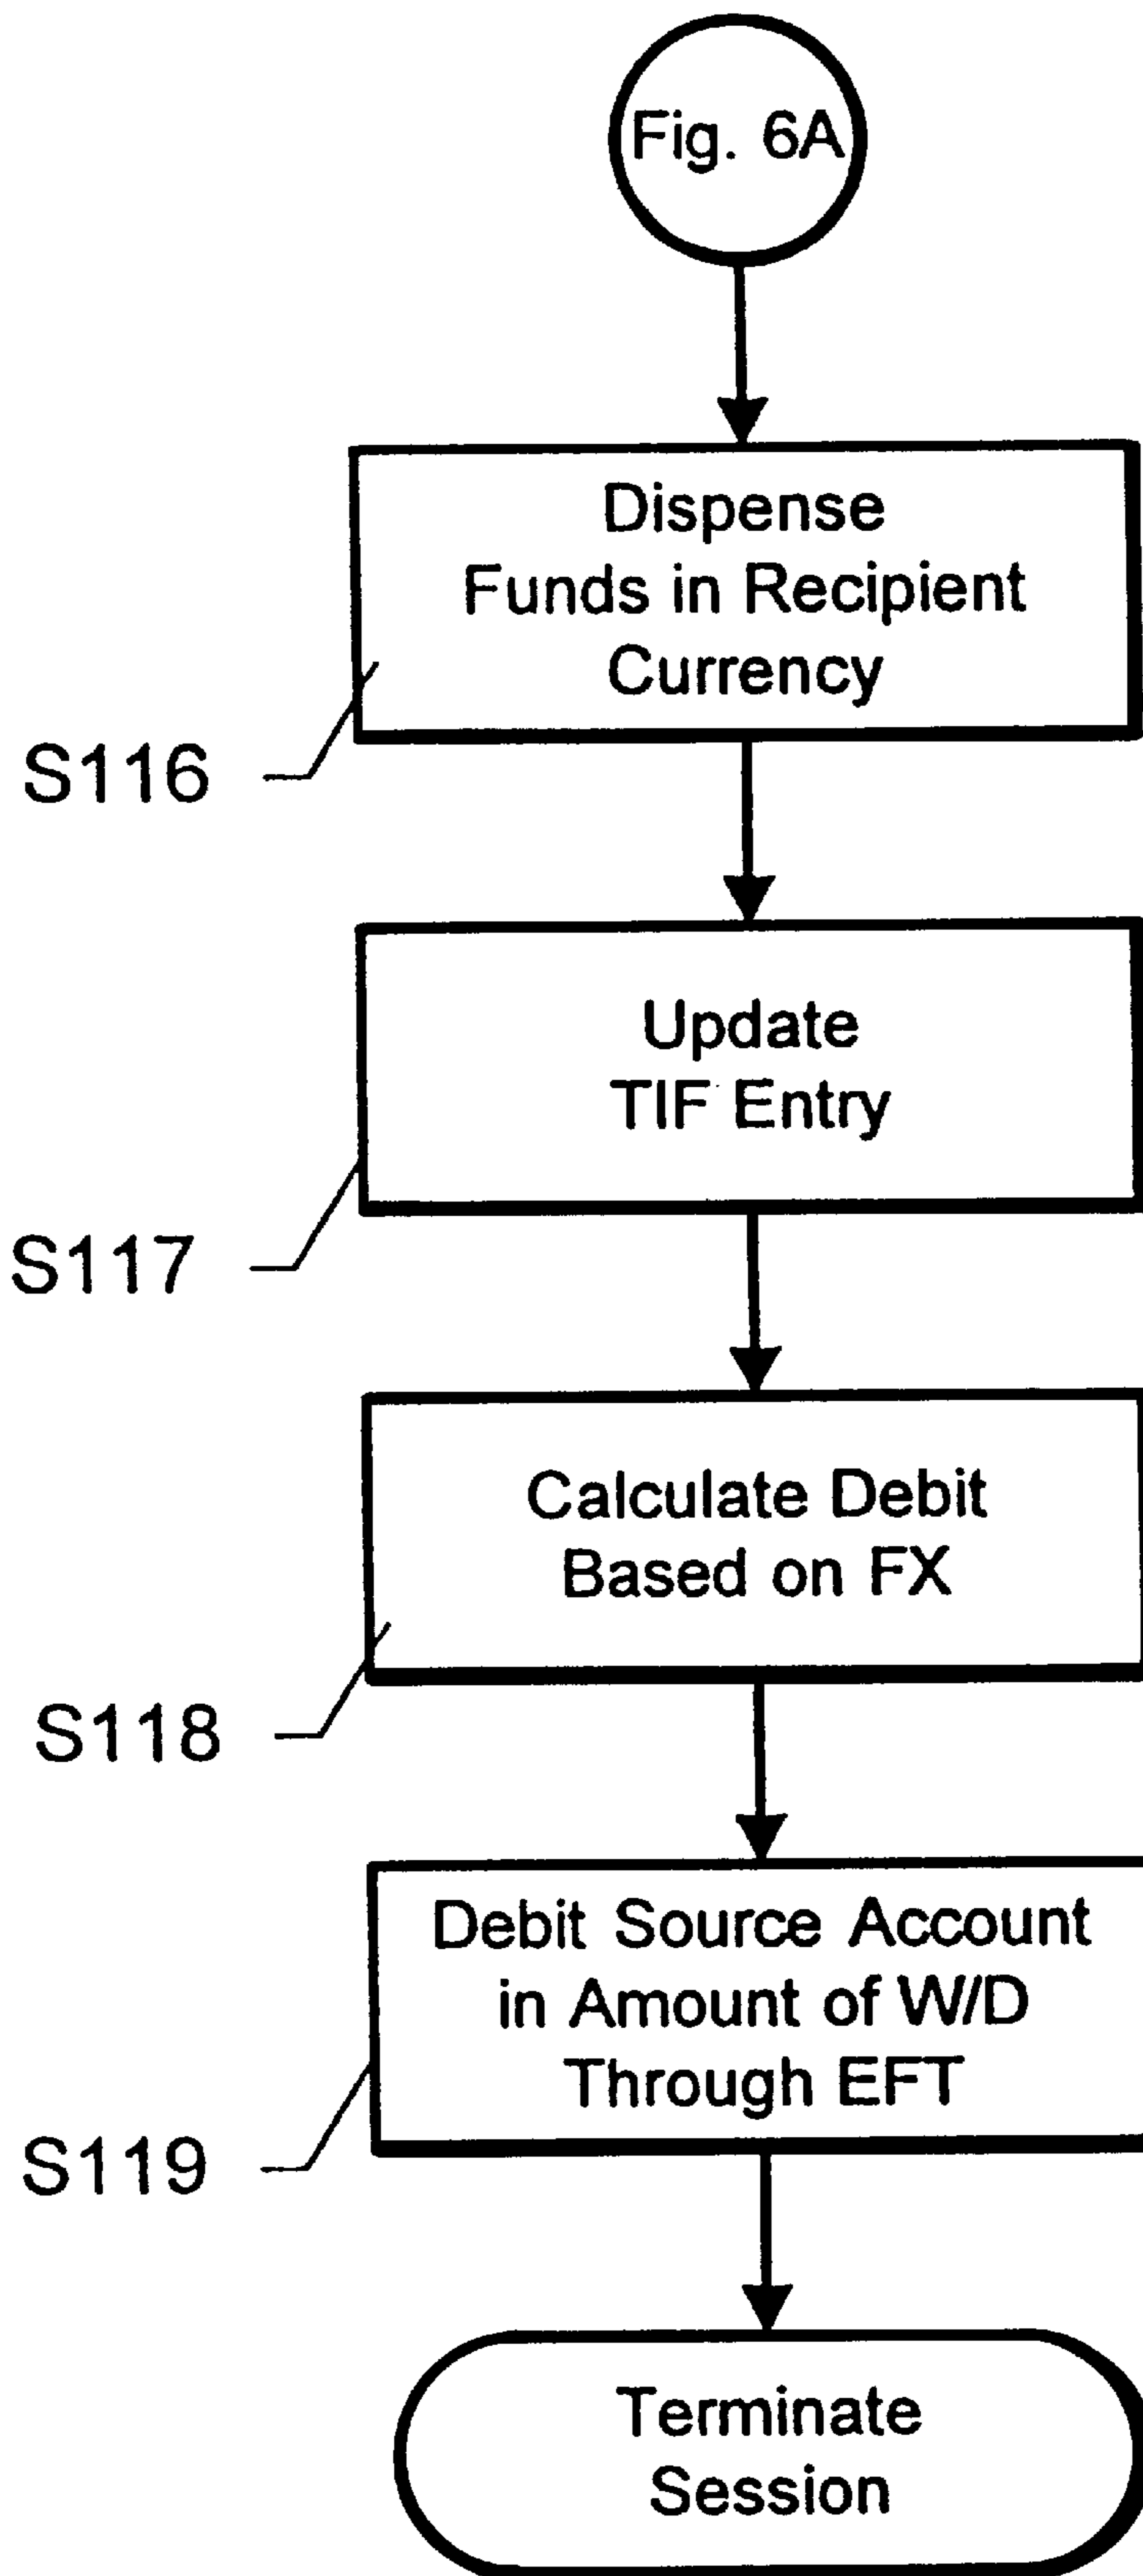 Fig. 6A
Dispense
Funds in Recipient
Currency
S116
Update
TIF Entry
S117
Calculate Debit
Based on FX
S118
Debit Source Account
in Amount of W/D
Through EFT
S119
Terminate
Session